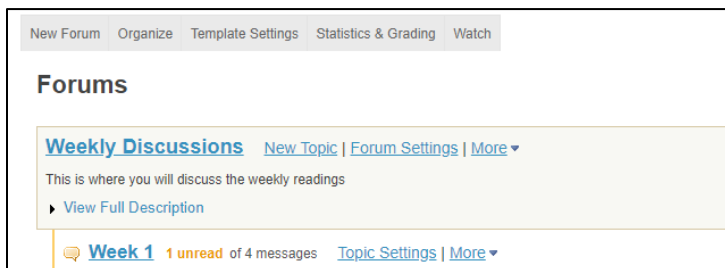 New Forum Organize Template Settings Statistics & Grading Watch
Forums
Weekly Discussions New Topic | Forum Settings | More
This is where you will discuss the weekly readings
View Full Description
Week 1 1 unread of 4 messages Topic Settings | More